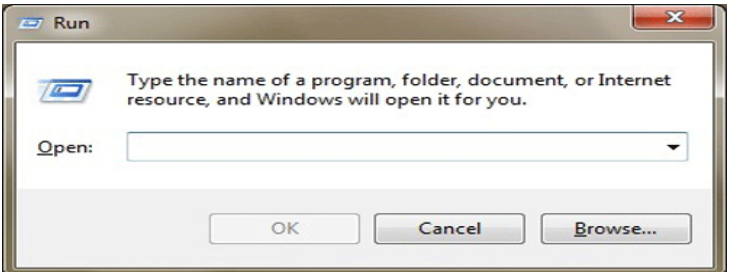 Run
Type the name of a program, folder, document, or Internet
resource, and Windows will open it for you.
Open:
OK Cancel Browse...